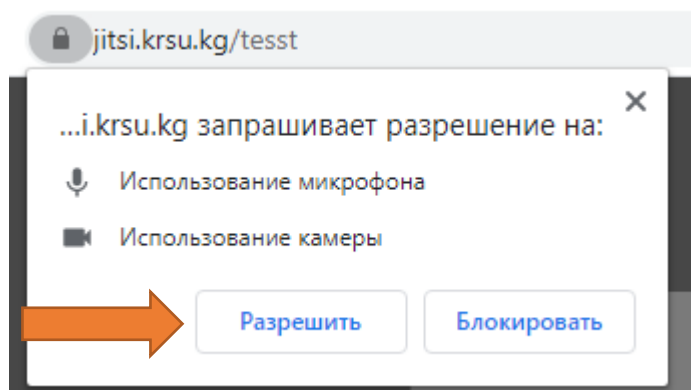 jitsi.krsu.kg/tesst
...i.krsu.kg запрашивает разрешение на:
Использование микрофона
Использование камеры
Разрешить Блокировать